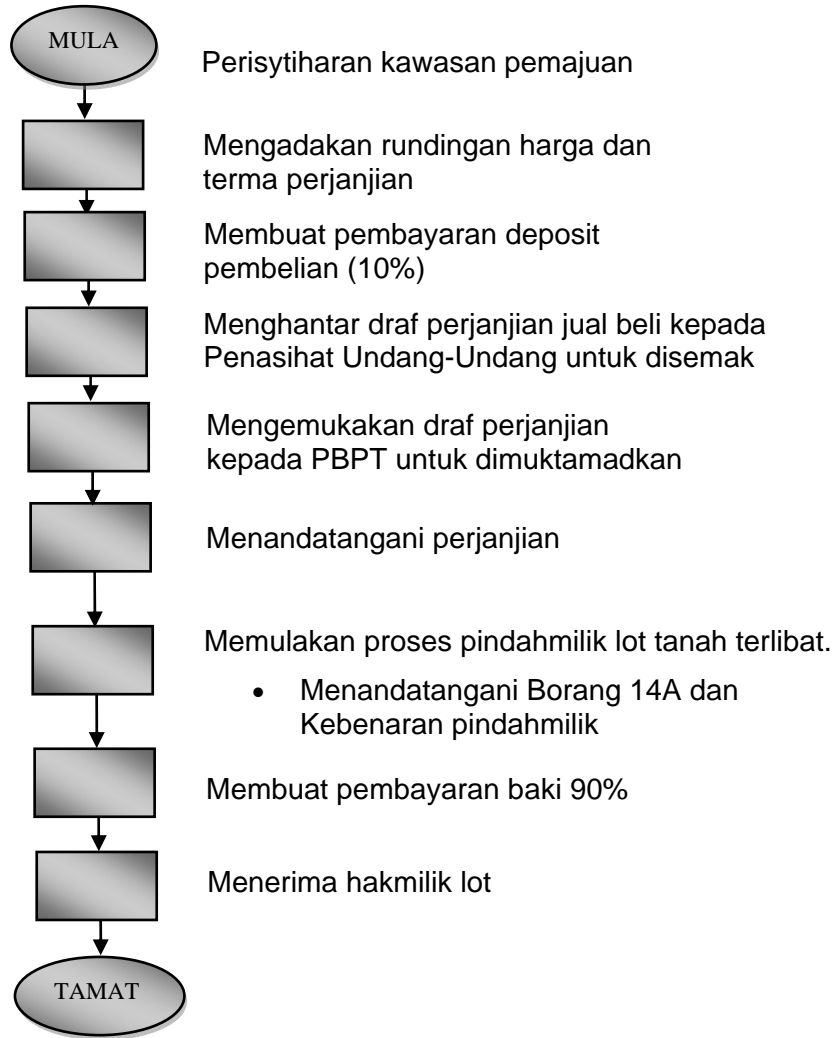 MULA
Perisytiharan kawasan pemajuan
Mengadakan rundingan harga dan
terma perjanjian
Membuat pembayaran deposit
pembelian (10%)
Menghantar draf perjanjian jual beli kepada
Penasihat Undang-Undang untuk disemak
Mengemukakan draf perjanjian
kepada PBPT untuk dimuktamadkan
Menandatangani perjanjian
Memulakan proses pindahmilik lot tanah terlibat.
• Menandatangani Borang 14A dan
Kebenaran pindahmilik
Membuat pembayaran baki 90%
Menerima hakmilik lot
TAMAT